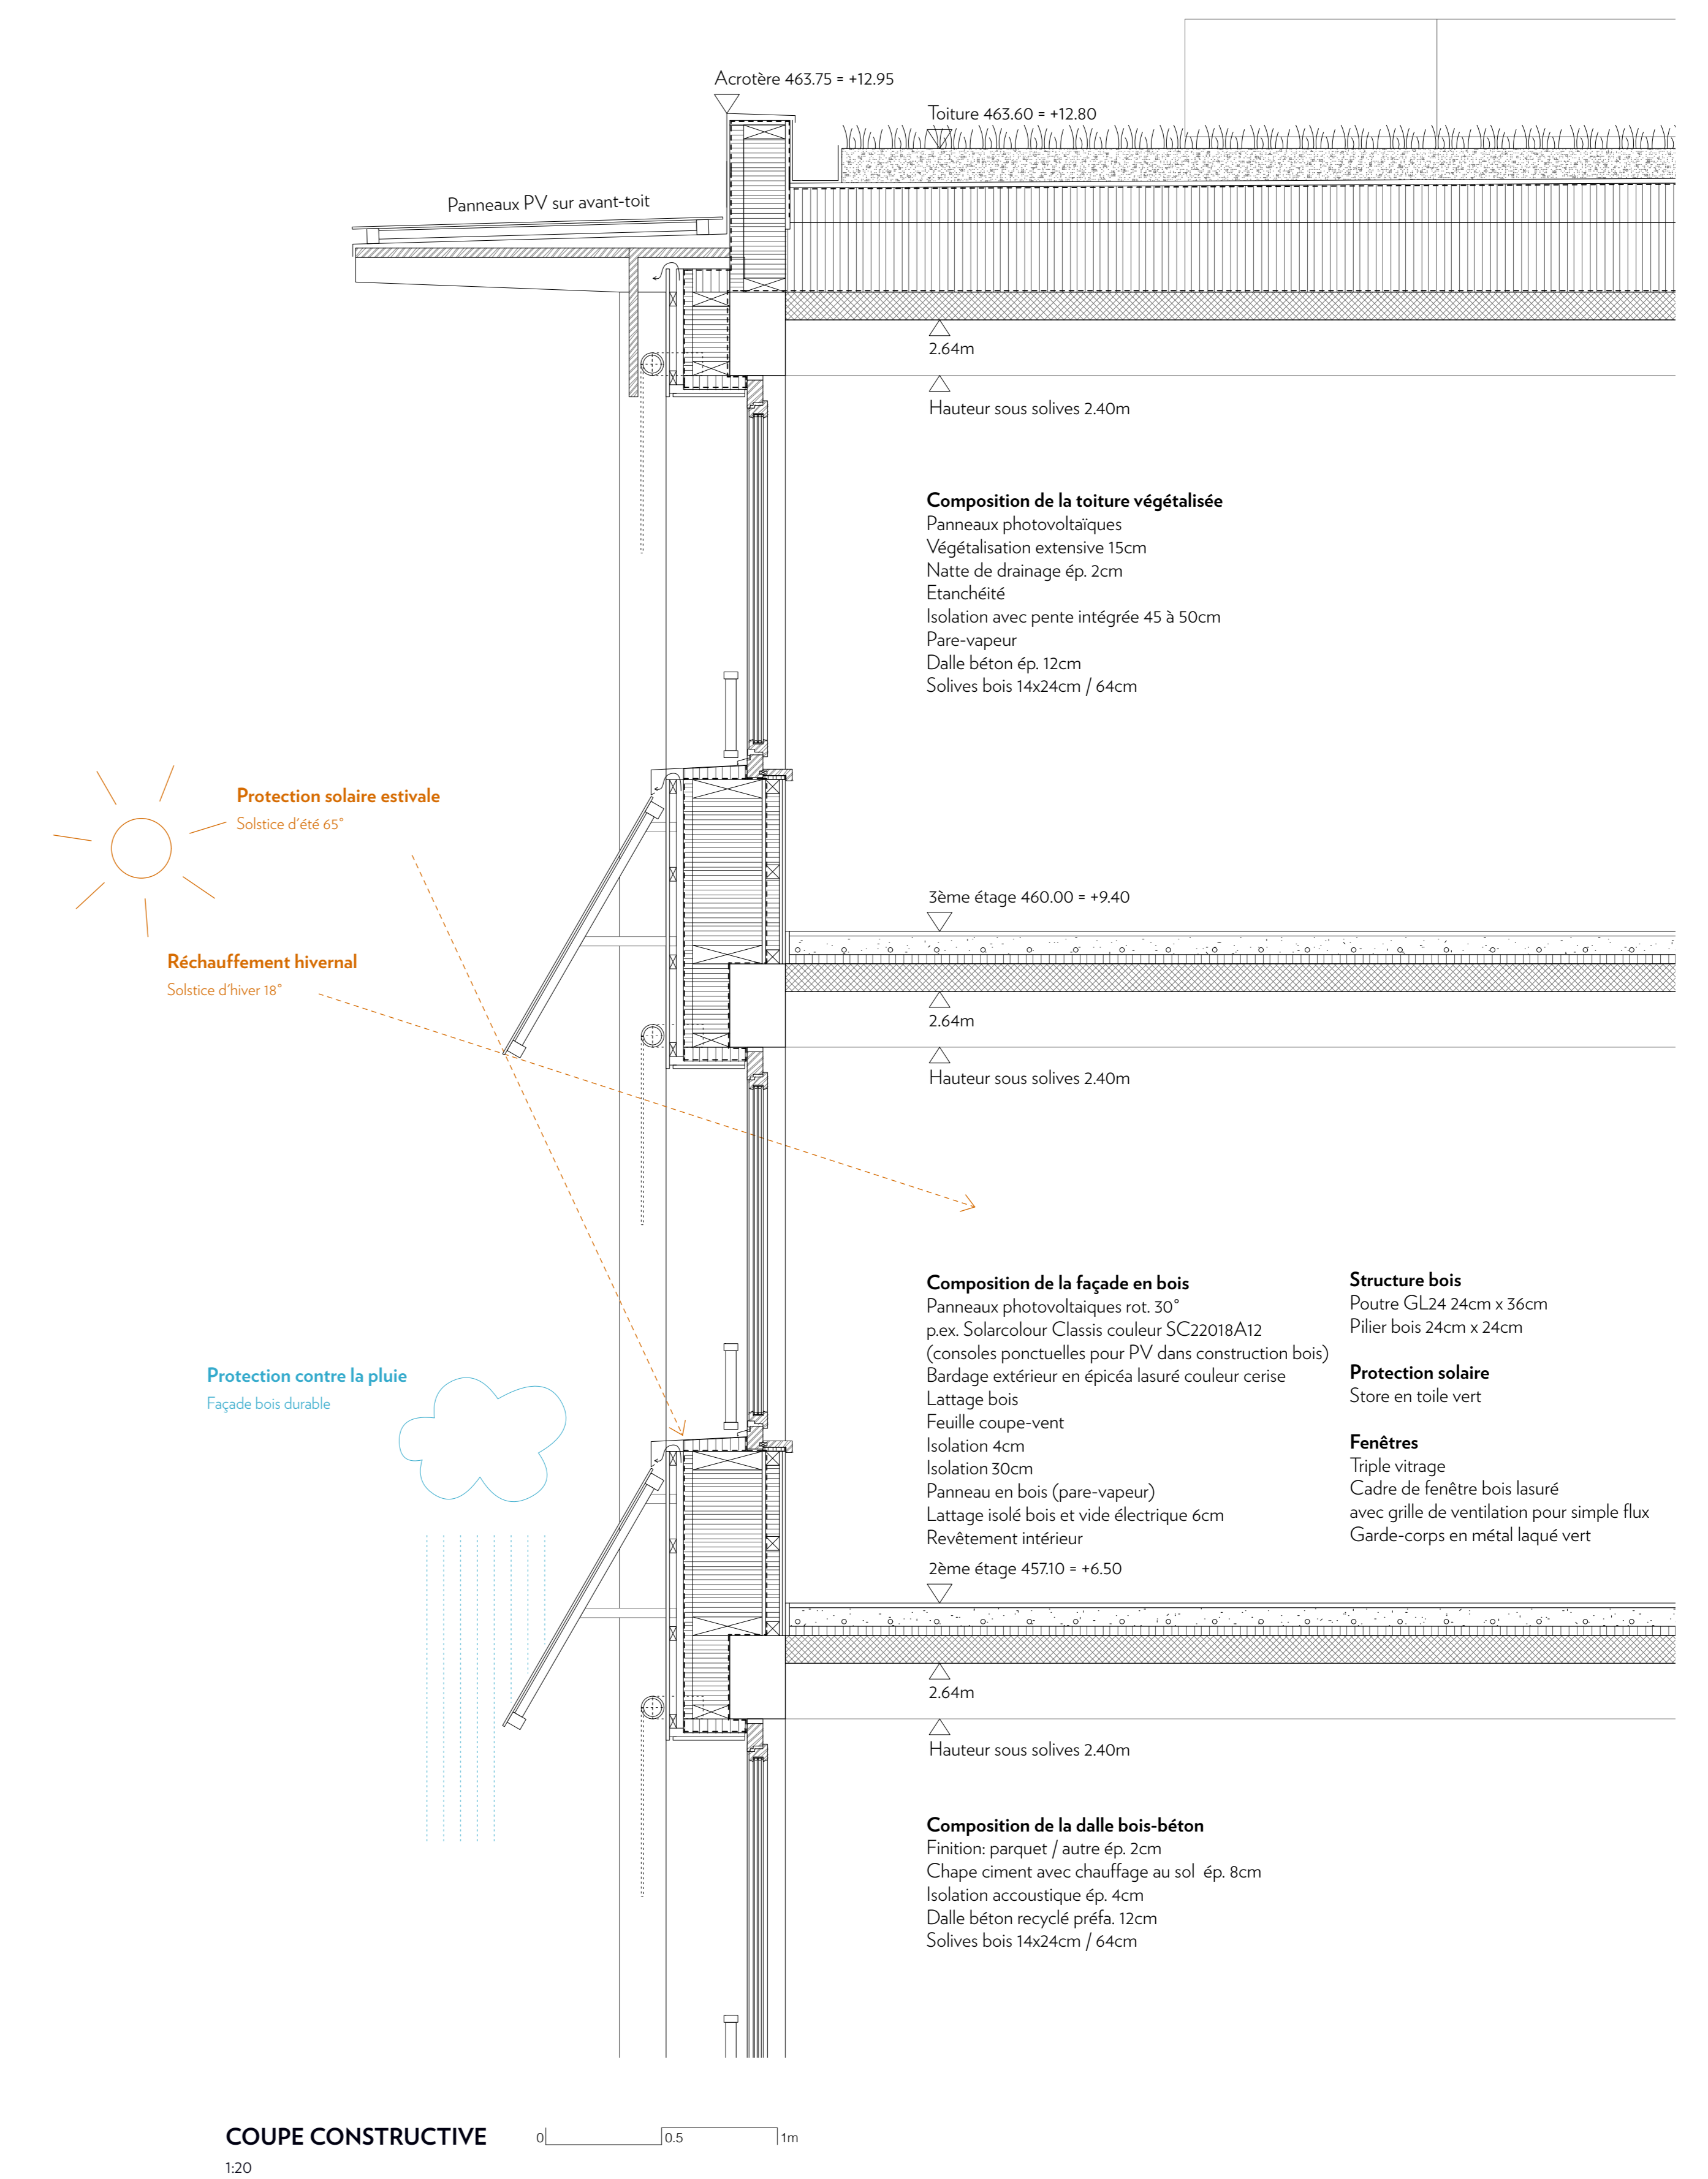 Acrotère 463.75 = +12.95
Toiture 463.60 = +12.80
Panneaux PV sur avant-toit
2.64m
Hauteur sous solives 2.40m
Composition de la toiture végétalisée
Panneaux photovoltaïques
Végétalisation extensive 15cm
Natte de drainage ép. 2cm
Etanchéité
Isolation avec pente intégrée 45 à 50cm
Pare-vapeur
Dalle béton ép. 12cm
Solives bois 14x24cm / 64cm
Protection solaire estivale
Solstice d'été 65°
3ème étage 460.00 = +9.40
Réchauffement hivernal
Solstice d'hiver 18°
2.64m
Hauteur sous solives 2.40m
Composition de la façade en bois
Panneaux photovoltaiques rot. 30°
p.ex. Solarcolour Classis couleur SC22018A12
(consoles ponctuelles pour PV dans construction bois)
Bardage extérieur en épicéa lasuré couleur cerise
Lattage bois
Feuille coupe-vent
Isolation 4cm
Isolation 30cm
Panneau en bois (pare-vapeur)
Lattage isolé bois et vide électrique 6cm
Revêtement intérieur
Structure bois
Poutre GL24 24cm x 36cm
Pilier bois 24cm x 24cm
Protection solaire
Store en toile vert
Fenêtres
Triple vitrage
Cadre de fenêtre bois lasuré
avec grille de ventilation pour simple flux
Garde-corps en métal laqué vert
Protection contre la pluie
Façade bois durable
2ème étage 457.10 = +6.50
2.64m
Hauteur sous solives 2.40m
Composition de la dalle bois-béton
Finition: parquet / autre ép. 2cm
Chape ciment avec chauffage au sol ép. 8cm
Isolation accoustique ép. 4cm
Dalle béton recyclé préfa. 12cm
Solives bois 14x24cm / 64cm
COUPE CONSTRUCTIVE
0 0.5 1m
1:20